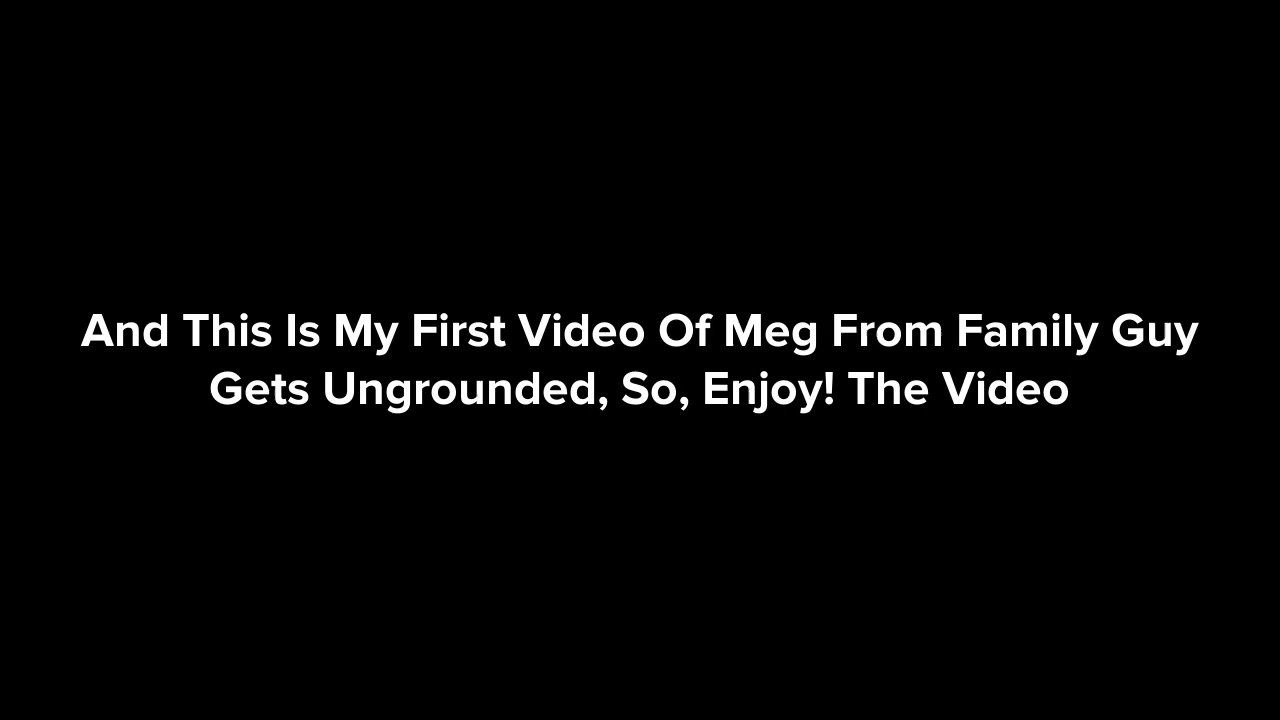 And This Is My First Video Of Meg From Family Guy
Gets Ungrounded, So, Enjoy! The Video